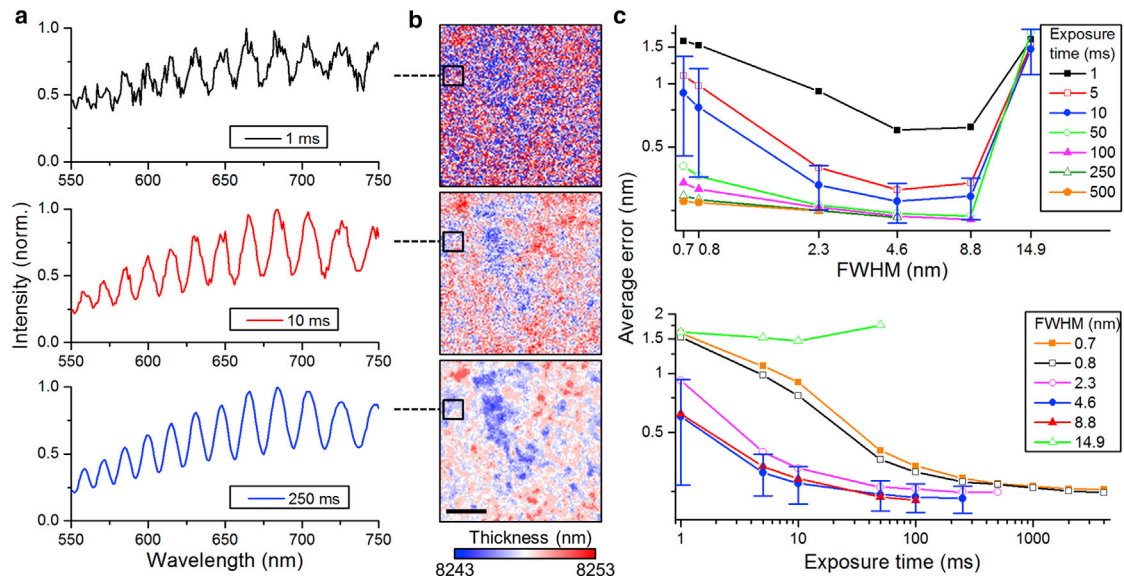 a
1.0
0.5
0.0
1 ms
550 600 650 700 750
1.0
0.5
0.0
10 ms
550 600 650 700 750
1.0
0.5
0.0
250 ms
550 600 650 700 750
Intensity (norm.)
Wavelength (nm)
b
Thickness (nm)
8243 8253
c
Average error (nm)
1.5
1
0.5
0.7 0.8 2.3 4.6 8.8 14.9
FWHM (nm)
Exposure
time (ms)
1
5
10
50
100
250
500
2
1.5
1
0.5
1 10 100 1000
Exposure time (ms)
FWHM (nm)
0.7
0.8
2.3
4.6
8.8
14.9